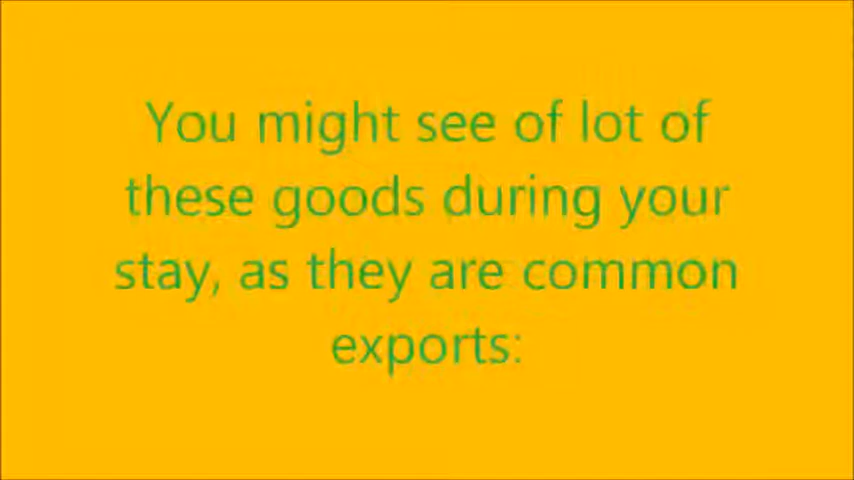 You might see of lot of
these goods during your
stay, as they are common
exports: